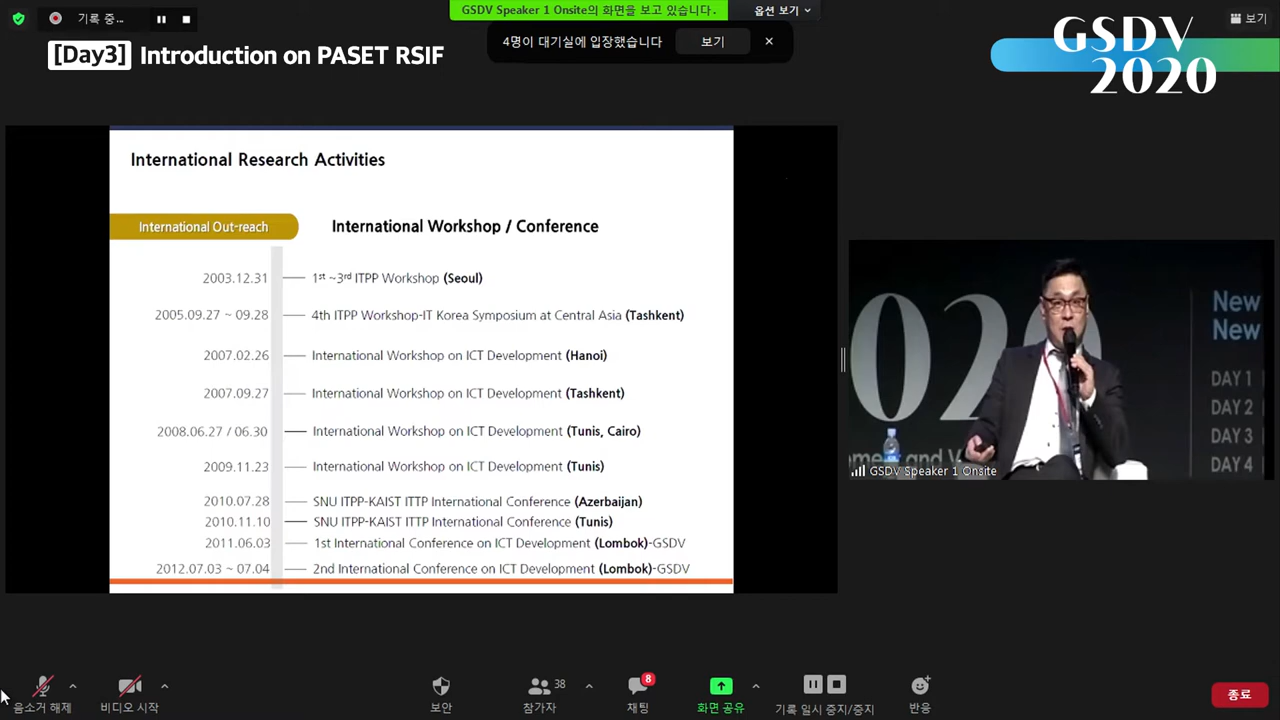 기록 중...
GSDV Speaker 1 Onsite의 화면을 보고 있습니다.
옵션 보기
4명이 대기실에 입장했습니다
보기
보기
[Day3] Introduction on PASET RSIF
GSDV
2020
International Research Activities
International Out-reach
International Workshop / Conference
2003.12.31 1st ~3rd ITPP Workshop (Seoul)
2005.09.27 ~ 09.28 4th ITPP Workshop-IT Korea Symposium at Central Asia (Tashkent)
2007.02.26 International Workshop on ICT Development (Hanoi)
2007.09.27 International Workshop on ICT Development (Tashkent)
2008.06.27 / 06.30 International Workshop on ICT Development (Tunis, Cairo)
2009.11.23 International Workshop on ICT Development (Tunis)
2010.07.28 SNU ITPP-KAIST ITTP International Conference (Azerbaijan)
2010.11.10 SNU ITPP-KAIST ITTP International Conference (Tunis)
2011.06.03 1st International Conference on ICT Development (Lombok)-GSDV
2012.07.03 ~ 07.04 2nd International Conference on ICT Development (Lombok)-GSDV
New
New
DAY 1
DAY 2
DAY 3
DAY 4
GSDV Speaker 1 Onsite
음소거 해제
비디오 시작
보안
38
참가자
8
채팅
화면 공유
기록 일시 중지/중지
반응
종료